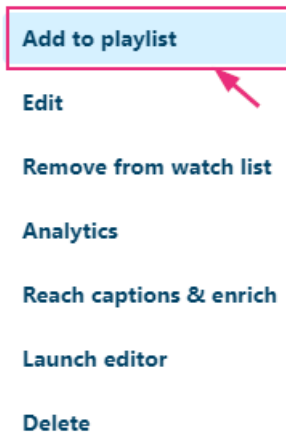 Add to playlist
Edit
Remove from watch list
Analytics
Reach captions & enrich
Launch editor
Delete